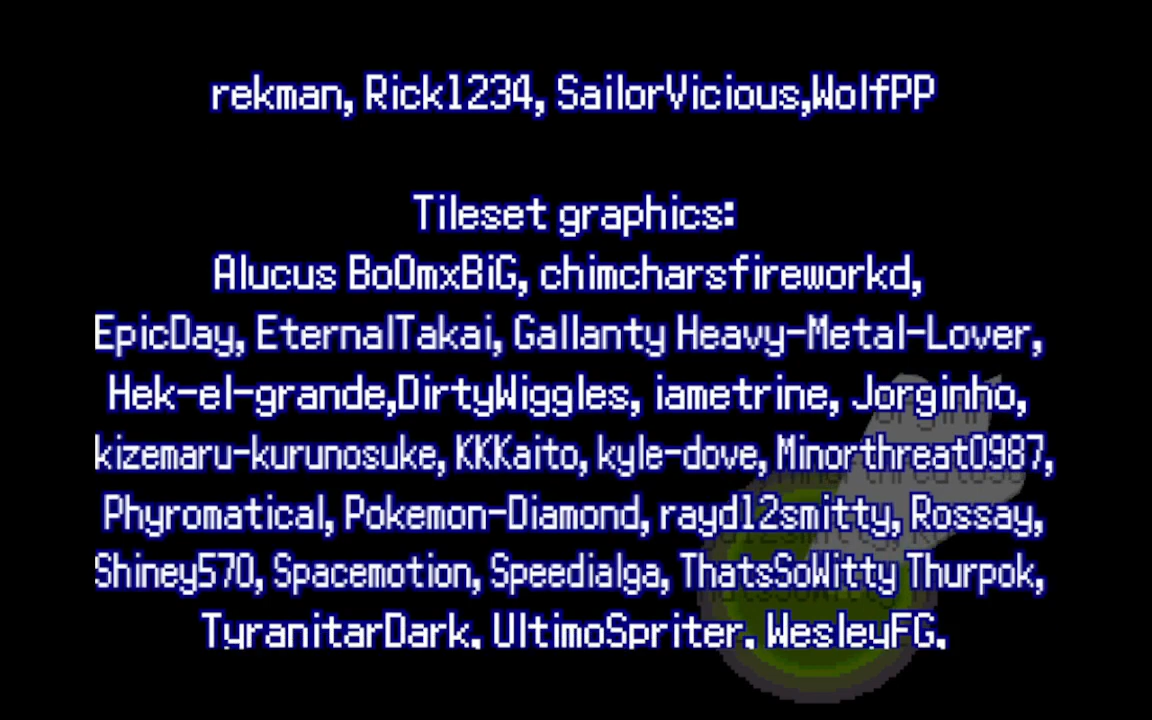 rekman, Rick1234, SailorVicious,WolfPP
Tileset graphics:
Alucus BoOmxBiG, chimcharsfireworkd,
EpicDay, EternalTakai, Gallanty Heavy-Metal-Lover,
Hek-el-grande,DirtyWiggles, iametrine, Jorginho,
kizemaru-kurunosuke, KKKaito, kyle-dove, Minorthreat0987,
Phyromatical, Pokemon-Diamond, rayd12smitty, Rossay,
Shiney570, Spacemotion, Speedialga, ThatsSoWitty Thurpok,
TyranitarDark, UltimoSpriter, WesleyFG,